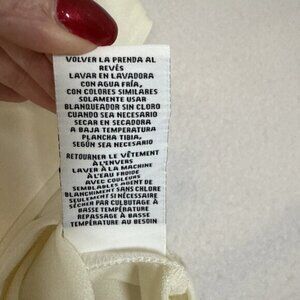 VOLVER LA PRENDA AL
REVÉS
LAVAR EN LAVADORA
CON AGUA FRÍA,
CON COLORES SIMILARES
SOLAMENTE USAR
BLANQUEADOR SIN CLORO
CUANDO SEA NECESARIO
SECAR EN SECADORA
A BAJA TEMPERATURA
PLANCHA TIBIA,
SEGÚN SEA NECESARIO
RETOURNER LE VÊTEMENT
À L'ENVERS
LAVER À LA MACHINE
À L'EAU FROIDE
AVEC COULEURS
SEMBLABLES AGENT DE
BLANCHIMENT SANS CHLORE
SEULEMENT SI NÉCESSAIRE
SÉCHER PAR CULBUTAGE À
BASSE TEMPÉRATURE
REPASSAGE À BASSE
TEMPÉRATURE AU BESOIN